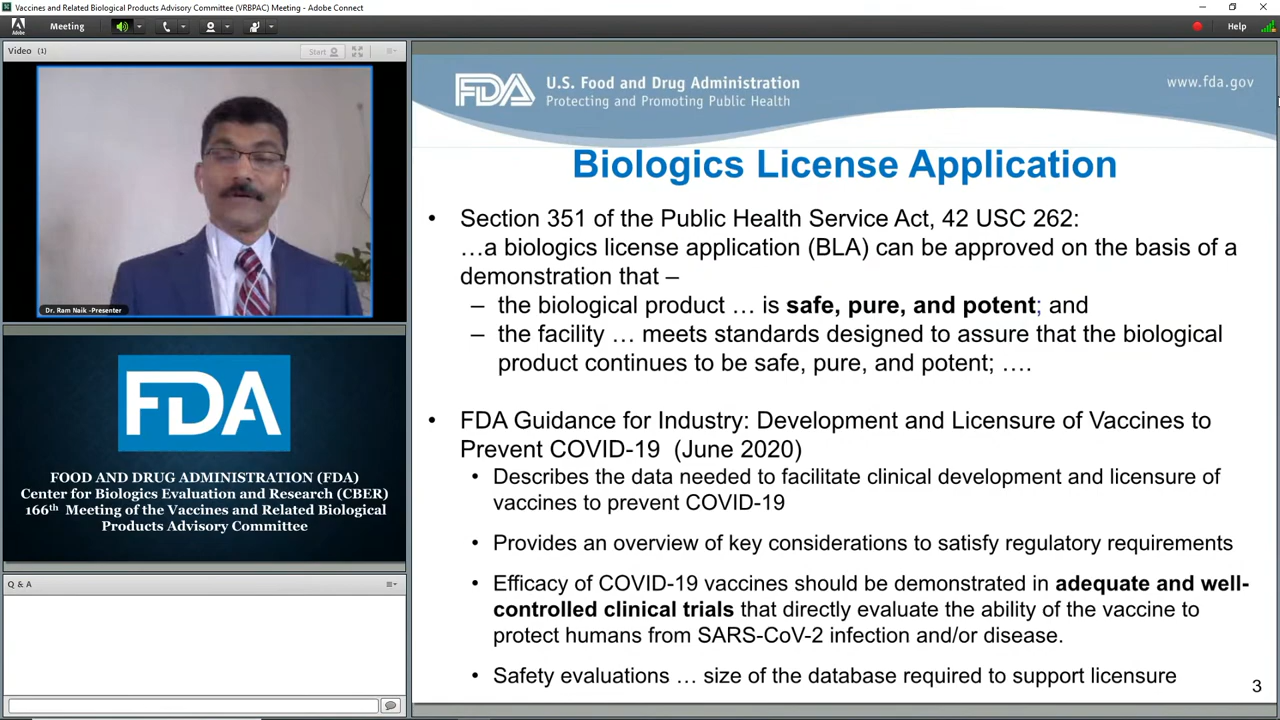 Vaccines and Related Biological Products Advisory Committee (VRBPAC) Meeting - Adobe Connect
Adobe
Meeting
Help
Video (1)
Start
Dr. Ram Naik -Presenter
FDA
FOOD AND DRUG ADMINISTRATION (FDA)
Center for Biologics Evaluation and Research (CBER)
166th Meeting of the Vaccines and Related Biological
Products Advisory Committee
Q & A
FDA
U.S. Food and Drug Administration
Protecting and Promoting Public Health
www.fda.gov
Biologics License Application
• Section 351 of the Public Health Service Act, 42 USC 262:
…a biologics license application (BLA) can be approved on the basis of a
demonstration that –
– the biological product … is safe, pure, and potent; and
– the facility … meets standards designed to assure that the biological
product continues to be safe, pure, and potent; ….
• FDA Guidance for Industry: Development and Licensure of Vaccines to
Prevent COVID-19 (June 2020)
• Describes the data needed to facilitate clinical development and licensure of
vaccines to prevent COVID-19
• Provides an overview of key considerations to satisfy regulatory requirements
• Efficacy of COVID-19 vaccines should be demonstrated in adequate and well-
controlled clinical trials that directly evaluate the ability of the vaccine to
protect humans from SARS-CoV-2 infection and/or disease.
• Safety evaluations … size of the database required to support licensure
3